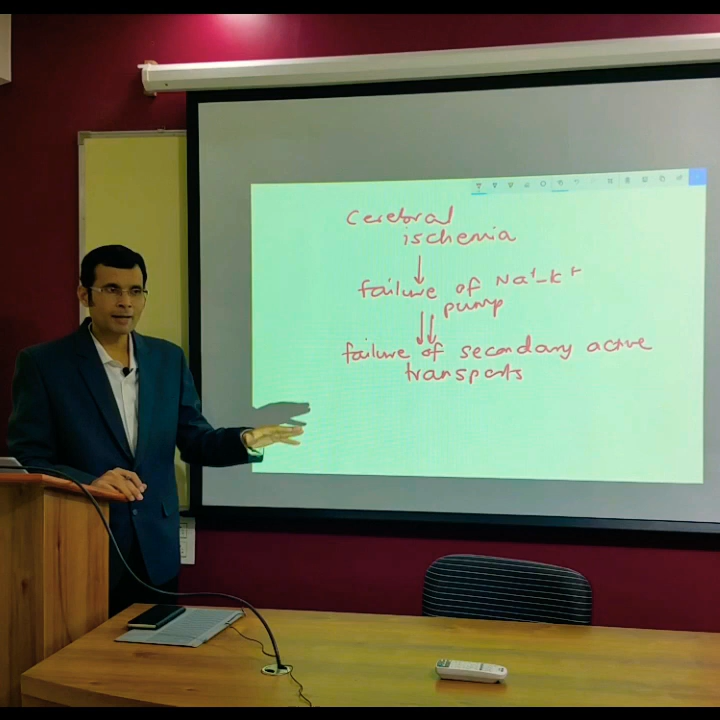 Cerebral
ischemia
failure of Na+-K+
pump
failure of secondary active
transports